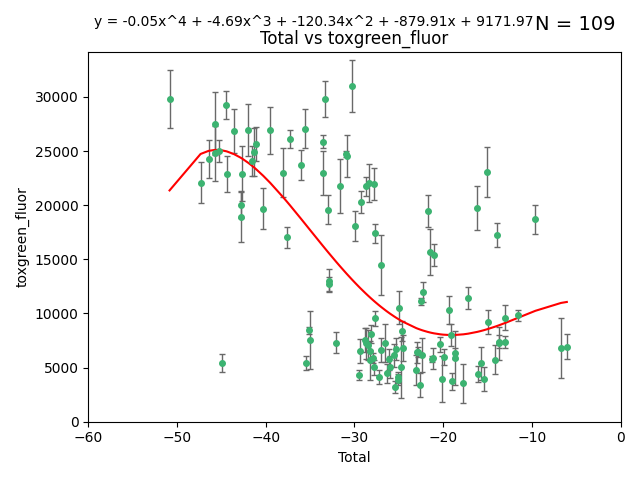 y = -0.05x^4 + -4.69x^3 + -120.34x^2 + -879.91x + 9171.97 N = 109
Total vs toxgreen_fluor
toxgreen_fluor
30000
25000
20000
15000
10000
5000
0
−60 −50 −40 −30 −20 −10 0
Total